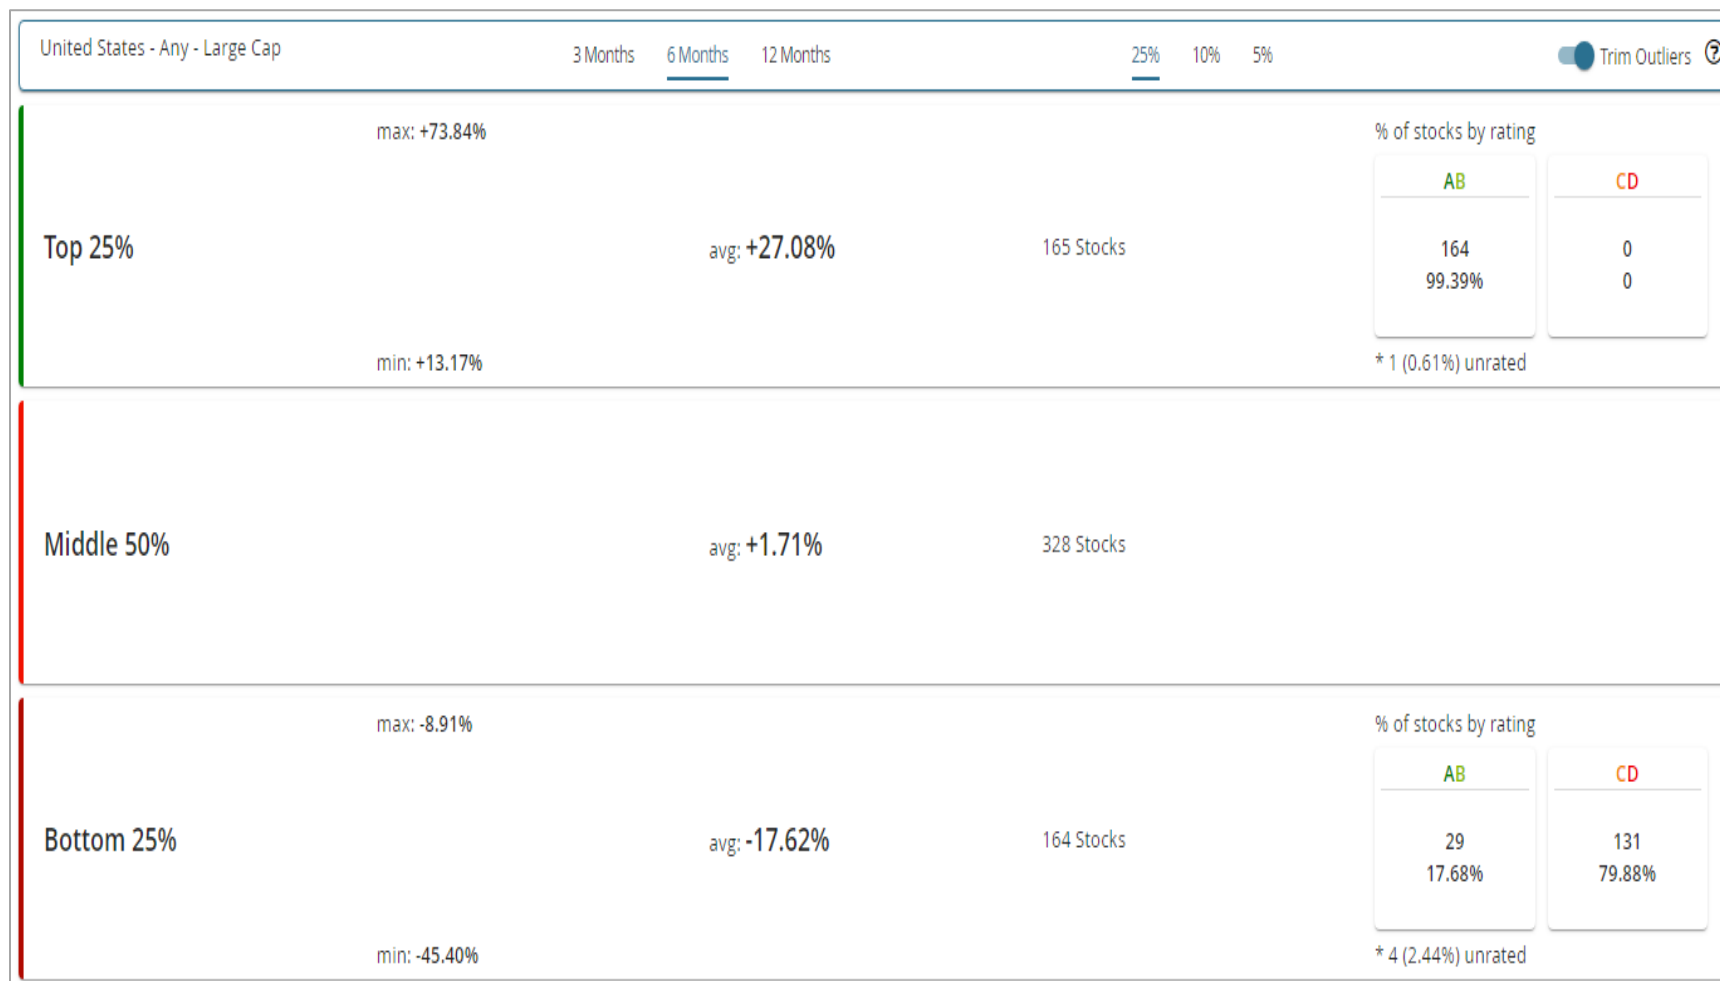 United States - Any - Large Cap
3 Months 6 Months 12 Months
25% 10% 5%
Trim Outliers ?
max: +73.84%
% of stocks by rating
AB CD
Top 25%
avg: +27.08%
165 Stocks
164 0
99.39% 0
min: +13.17%
* 1 (0.61%) unrated
Middle 50%
avg: +1.71%
328 Stocks
max: -8.91%
% of stocks by rating
AB CD
Bottom 25%
avg: -17.62%
164 Stocks
29 131
17.68% 79.88%
min: -45.40%
* 4 (2.44%) unrated